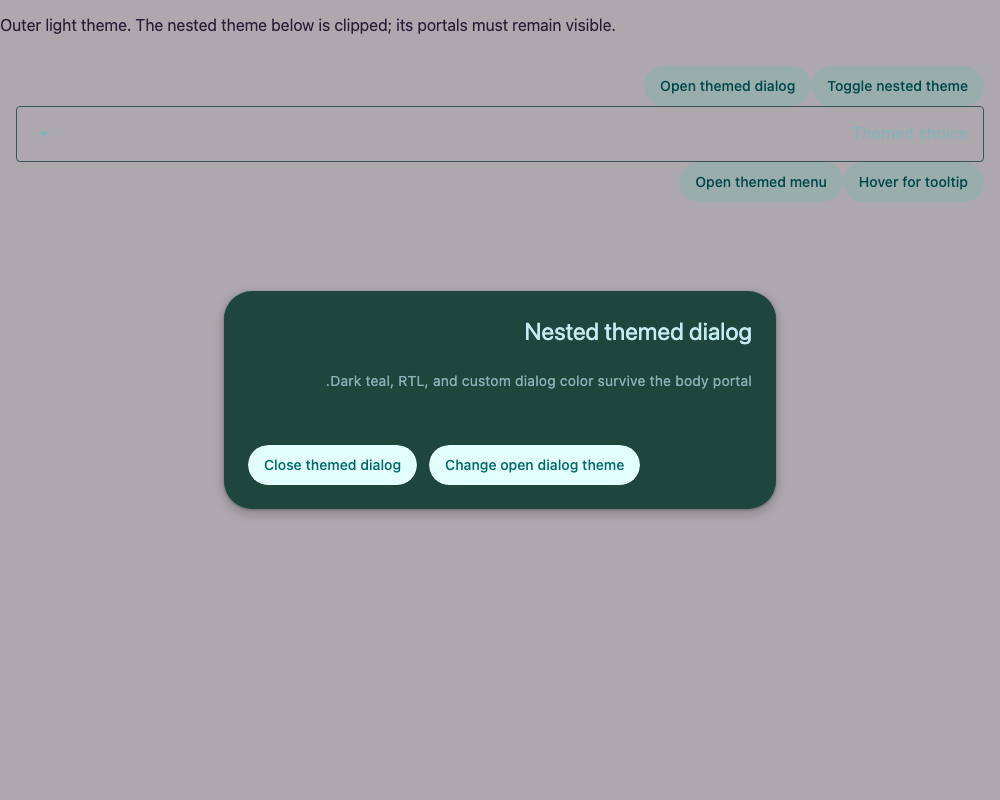 Outer light theme. The nested theme below is clipped; its portals must remain visible.
Open themed dialog
Toggle nested theme
Themed choice
Open themed menu
Hover for tooltip
Nested themed dialog
.Dark teal, RTL, and custom dialog color survive the body portal
Close themed dialog
Change open dialog theme